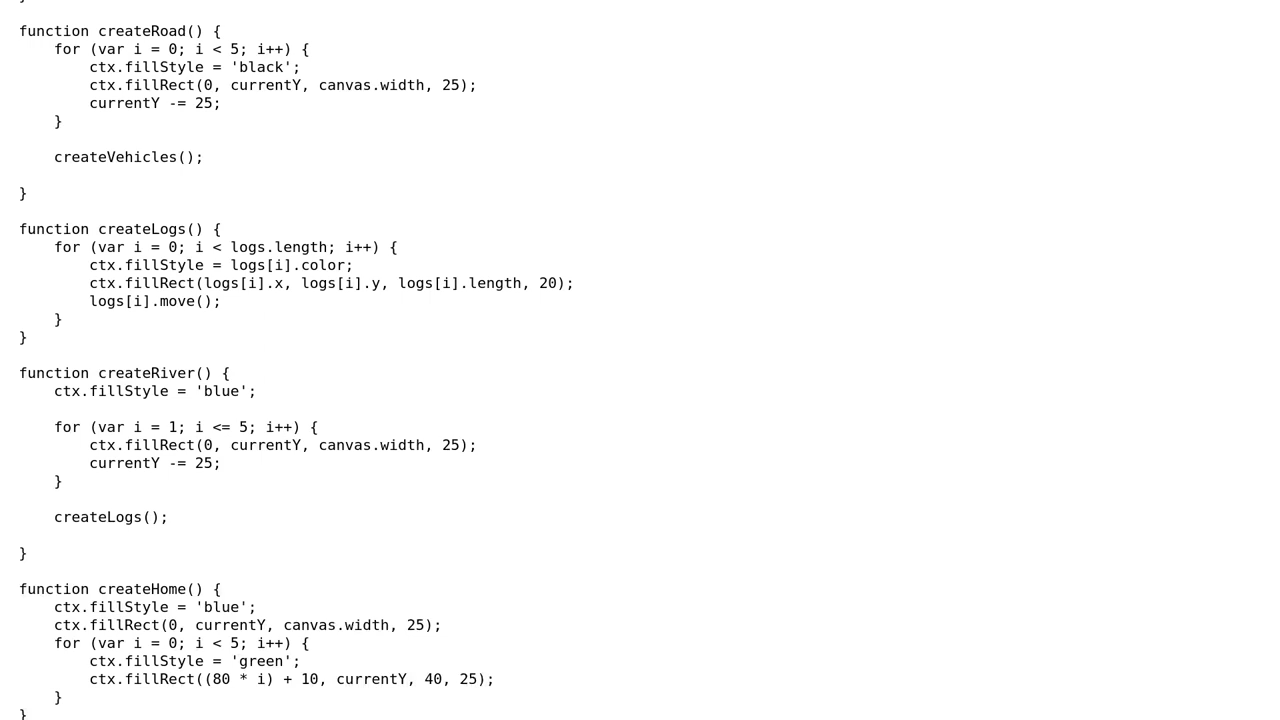 }
function createRoad() {
    for (var i = 0; i < 5; i++) {
        ctx.fillStyle = 'black';
        ctx.fillRect(0, currentY, canvas.width, 25);
        currentY -= 25;
    }

    createVehicles();

}

function createLogs() {
    for (var i = 0; i < logs.length; i++) {
        ctx.fillStyle = logs[i].color;
        ctx.fillRect(logs[i].x, logs[i].y, logs[i].length, 20);
        logs[i].move();
    }
}

function createRiver() {
    ctx.fillStyle = 'blue';

    for (var i = 1; i <= 5; i++) {
        ctx.fillRect(0, currentY, canvas.width, 25);
        currentY -= 25;
    }

    createLogs();

}

function createHome() {
    ctx.fillStyle = 'blue';
    ctx.fillRect(0, currentY, canvas.width, 25);
    for (var i = 0; i < 5; i++) {
        ctx.fillStyle = 'green';
        ctx.fillRect((80 * i) + 10, currentY, 40, 25);
    }
}